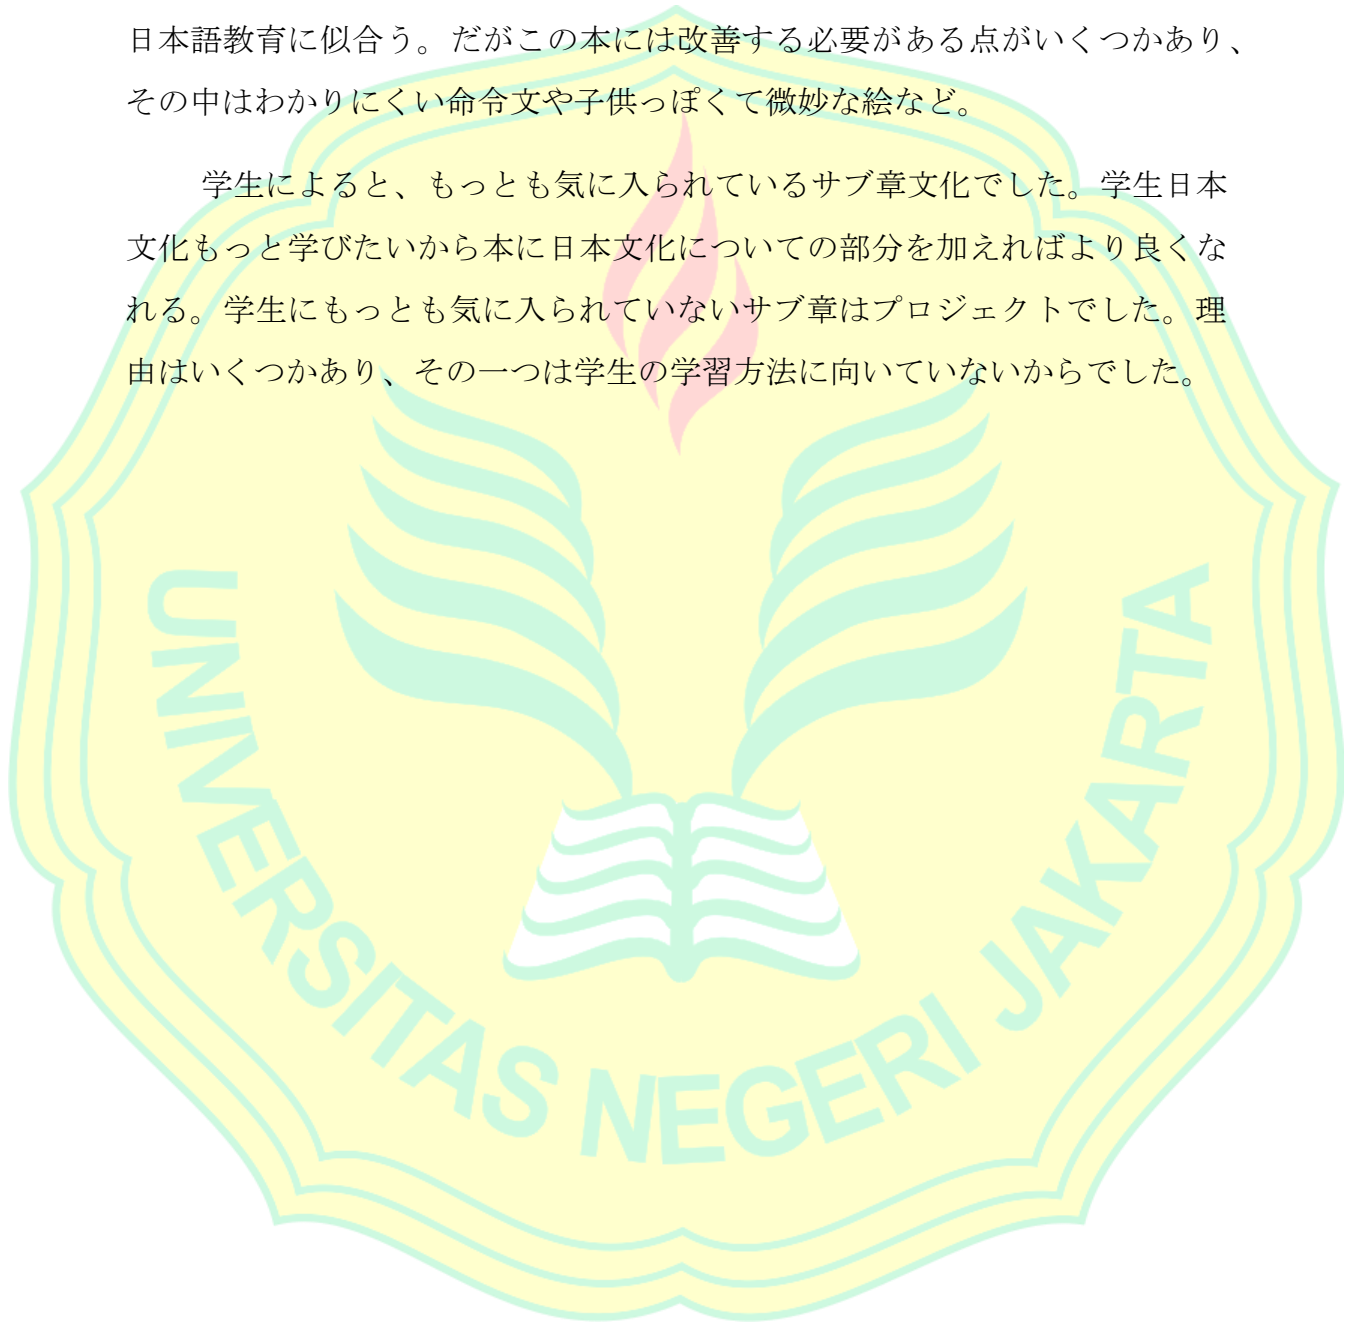 日本語教育に似合う。だがこの本には改善する必要がある点がいくつかあり、
その中はわかりにくい命令文や子供っぽくて微妙な絵など。
学生によると、もっとも気に入られているサブ章文化でした。学生日本
文化もっと学びたいから本に日本文化についての部分を加えればより良くな
れる。学生にもっとも気に入られていないサブ章はプロジェクトでした。理
由はいくつかあり、その一つは学生の学習方法に向いていないからでした。
UNIVERSITAS NEGERI JAKARTA